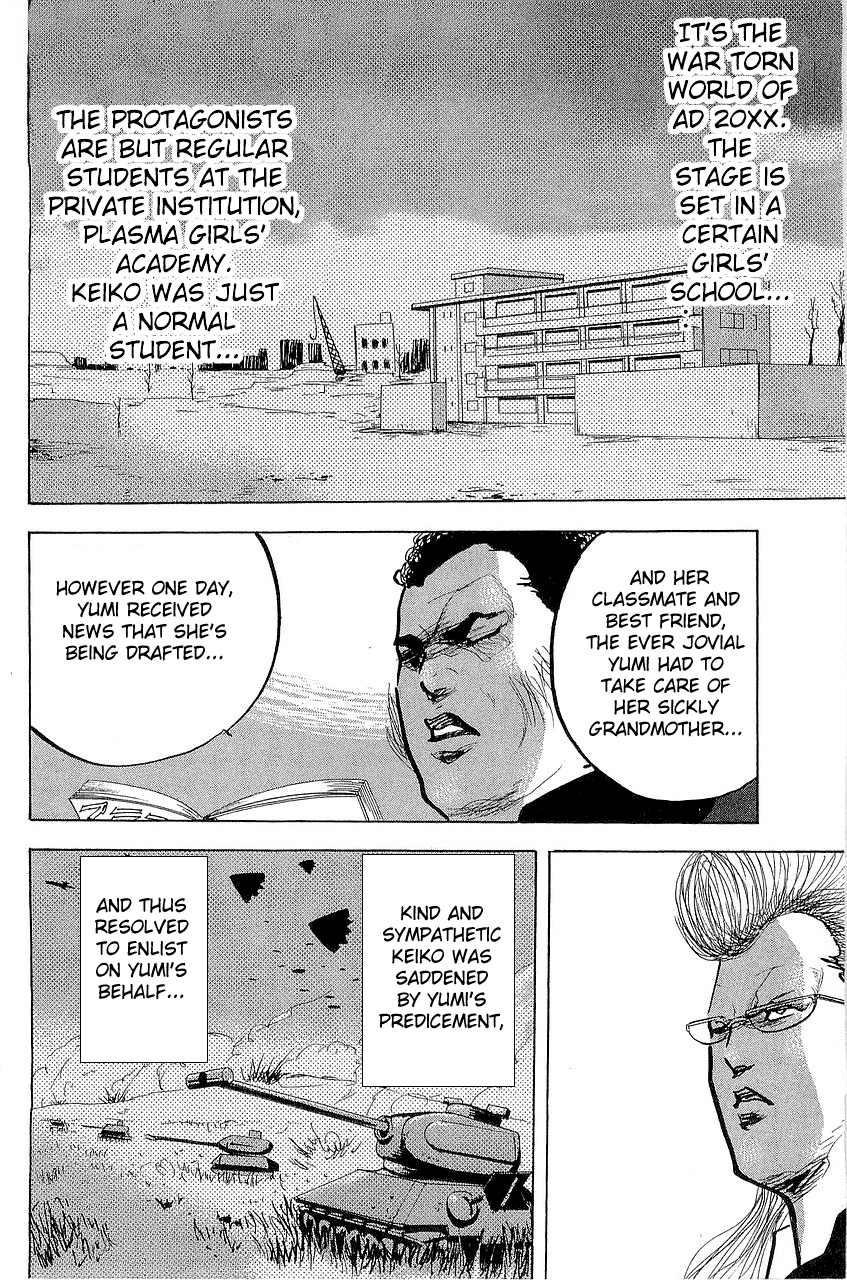 IT'S THE
WAR TORN
WORLD OF
AD 20XX.
THE
STAGE IS
SET IN A
CERTAIN
GIRLS'
SCHOOL...
THE PROTAGONISTS
ARE BUT REGULAR
STUDENTS AT THE
PRIVATE INSTITUTION,
PLASMA GIRLS'
ACADEMY.
KEIKO WAS JUST
A NORMAL
STUDENT...
AND HER
CLASSMATE AND
BEST FRIEND,
THE EVER JOVIAL
YUMI HAD TO
TAKE CARE OF
HER SICKLY
GRANDMOTHER...
HOWEVER ONE DAY,
YUMI RECEIVED
NEWS THAT SHE'S
BEING DRAFTED...
KIND AND
SYMPATHETIC
KEIKO WAS
SADDENED
BY YUMI'S
PREDICEMENT,
AND THUS
RESOLVED
TO ENLIST
ON YUMI'S
BEHALF...